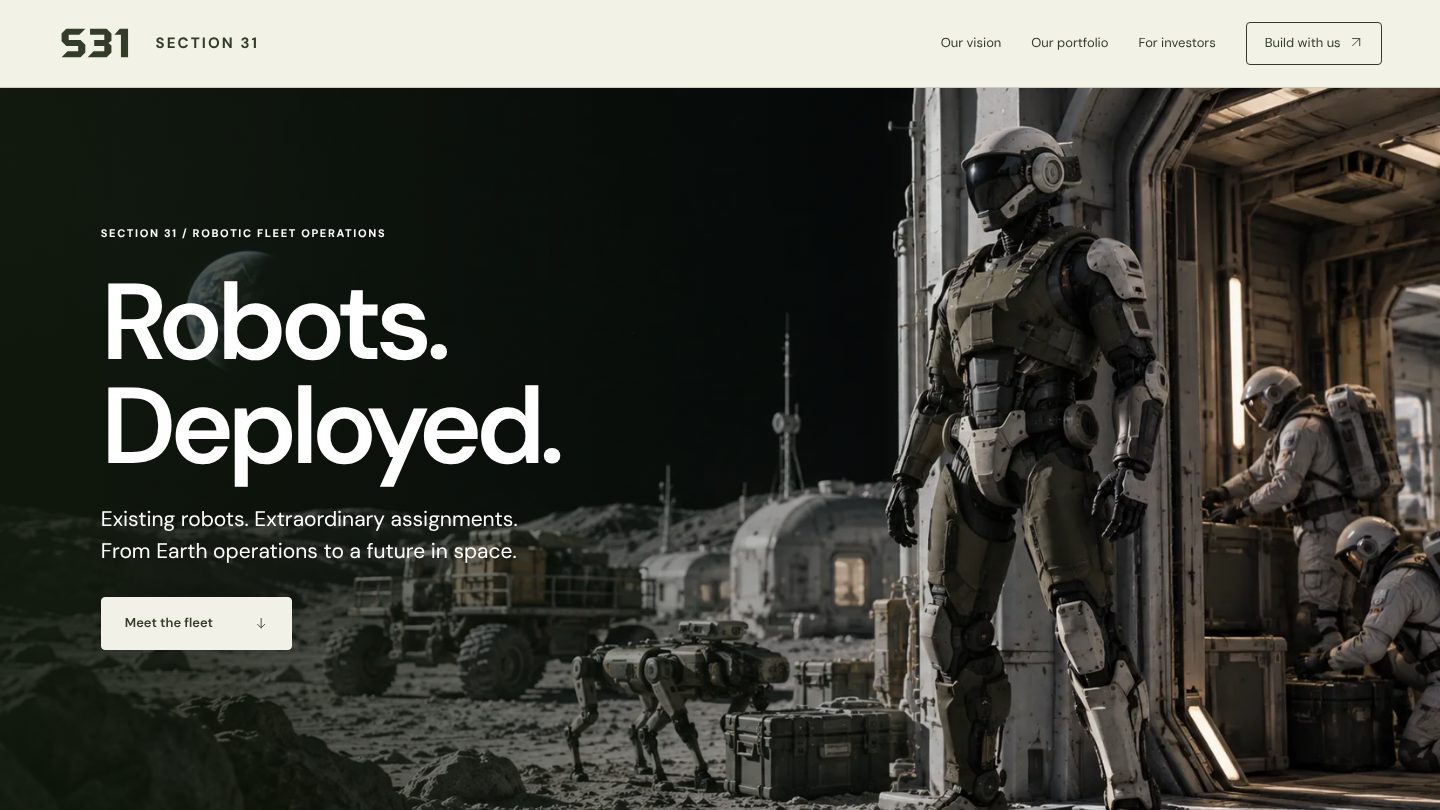 S31
SECTION 31
Our vision
Our portfolio
For investors
Build with us
SECTION 31 / ROBOTIC FLEET OPERATIONS
Robots.
Deployed.
Existing robots. Extraordinary assignments.
From Earth operations to a future in space.
Meet the fleet